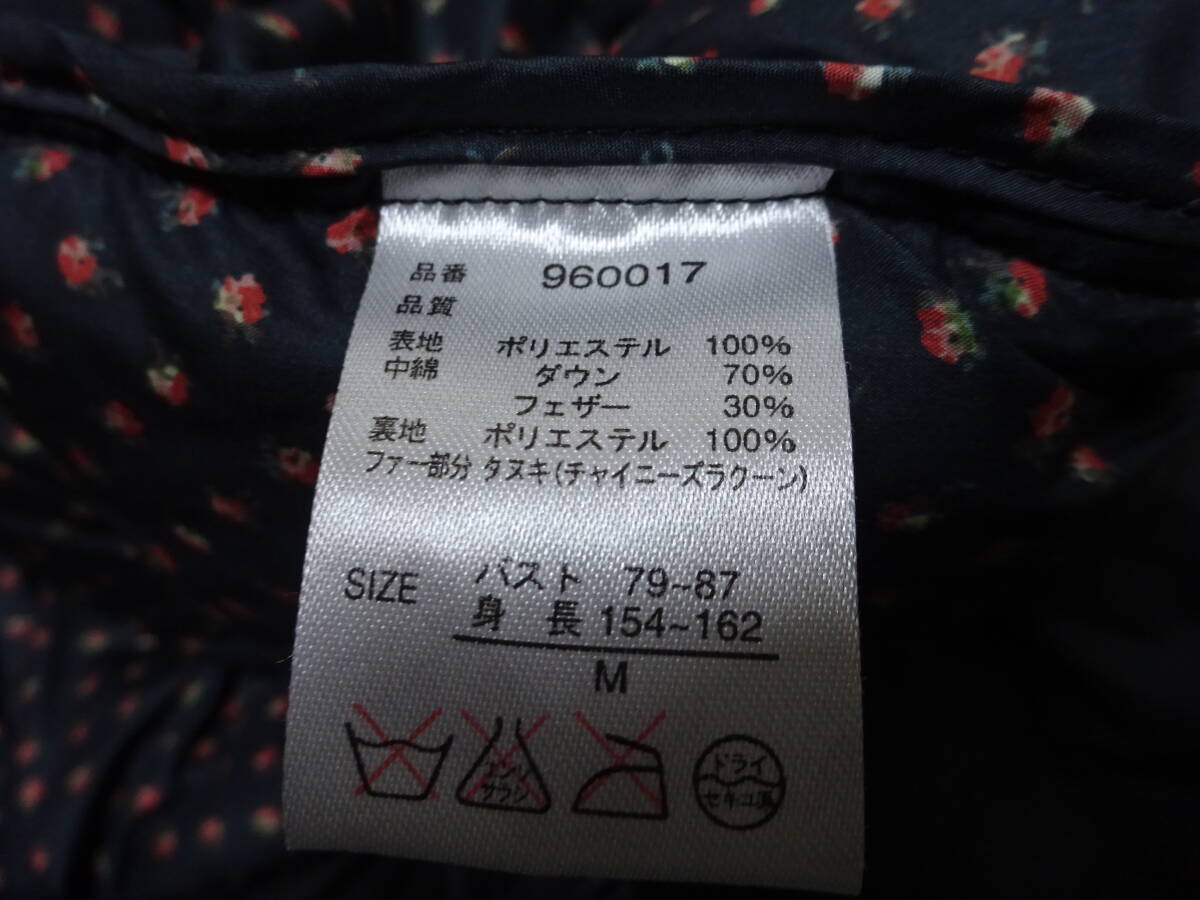 品番 960017
品質
表地 ポリエステル 100%
中綿 ダウン 70%
フェザー 30%
裏地 ポリエステル 100%
ファー部分 タヌキ(チャイニーズラクーン)
SIZE バスト 79~87
身長 154~162
M
エンソ サラシ
ドライ セキユ系